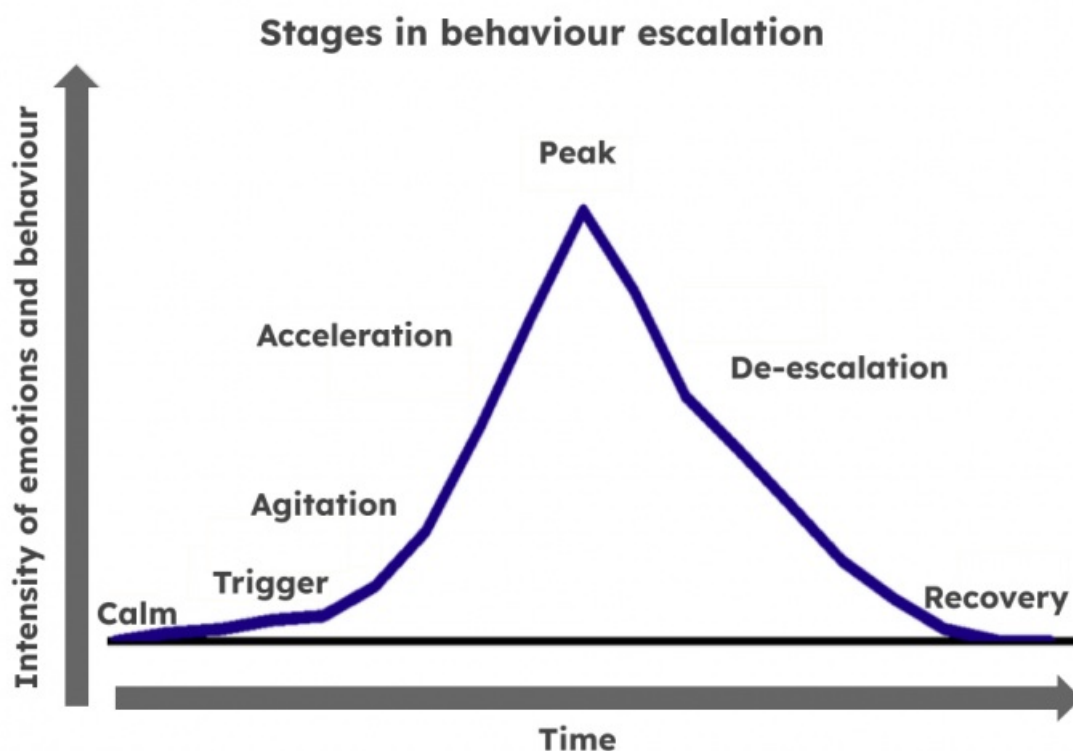 Stages in behaviour escalation
Intensity of emotions and behaviour
Peak
Acceleration
De-escalation
Agitation
Trigger
Calm
Recovery
Time